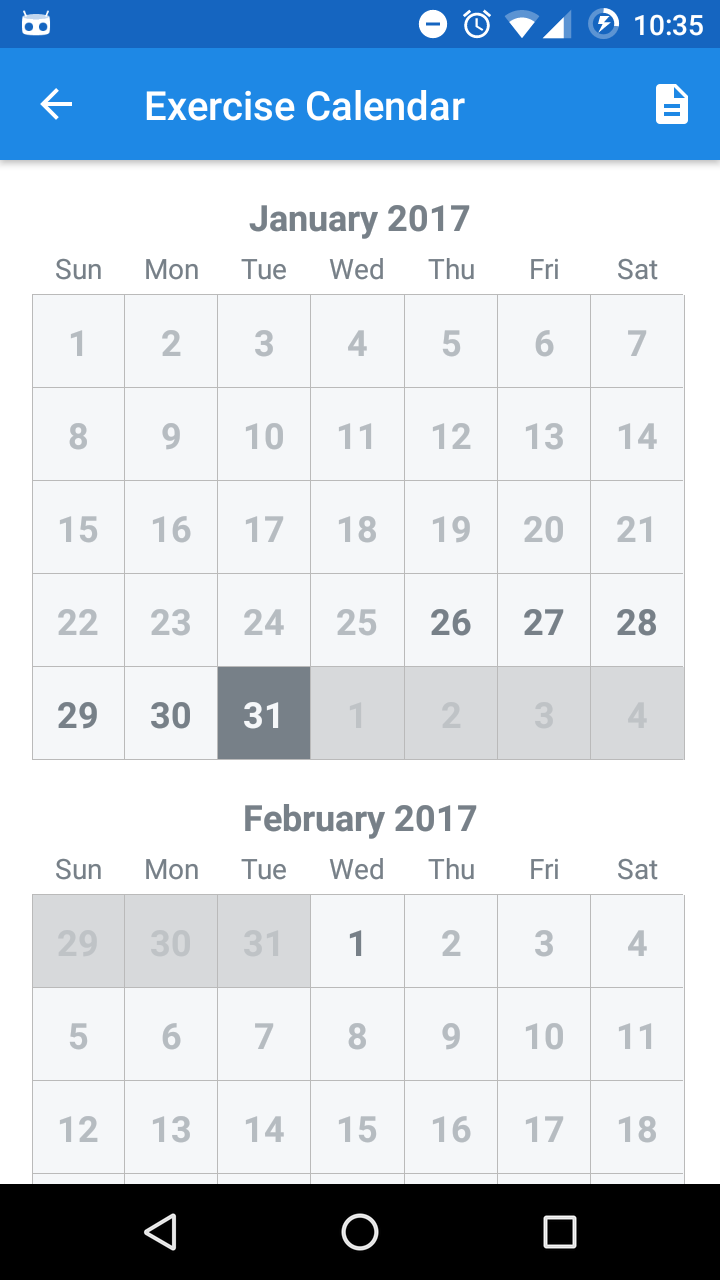 10:35
Exercise Calendar
January 2017
Sun Mon Tue Wed Thu Fri Sat
1 2 3 4 5 6 7
8 9 10 11 12 13 14
15 16 17 18 19 20 21
22 23 24 25 26 27 28
29 30 31 1 2 3 4
February 2017
Sun Mon Tue Wed Thu Fri Sat
29 30 31 1 2 3 4
5 6 7 8 9 10 11
12 13 14 15 16 17 18